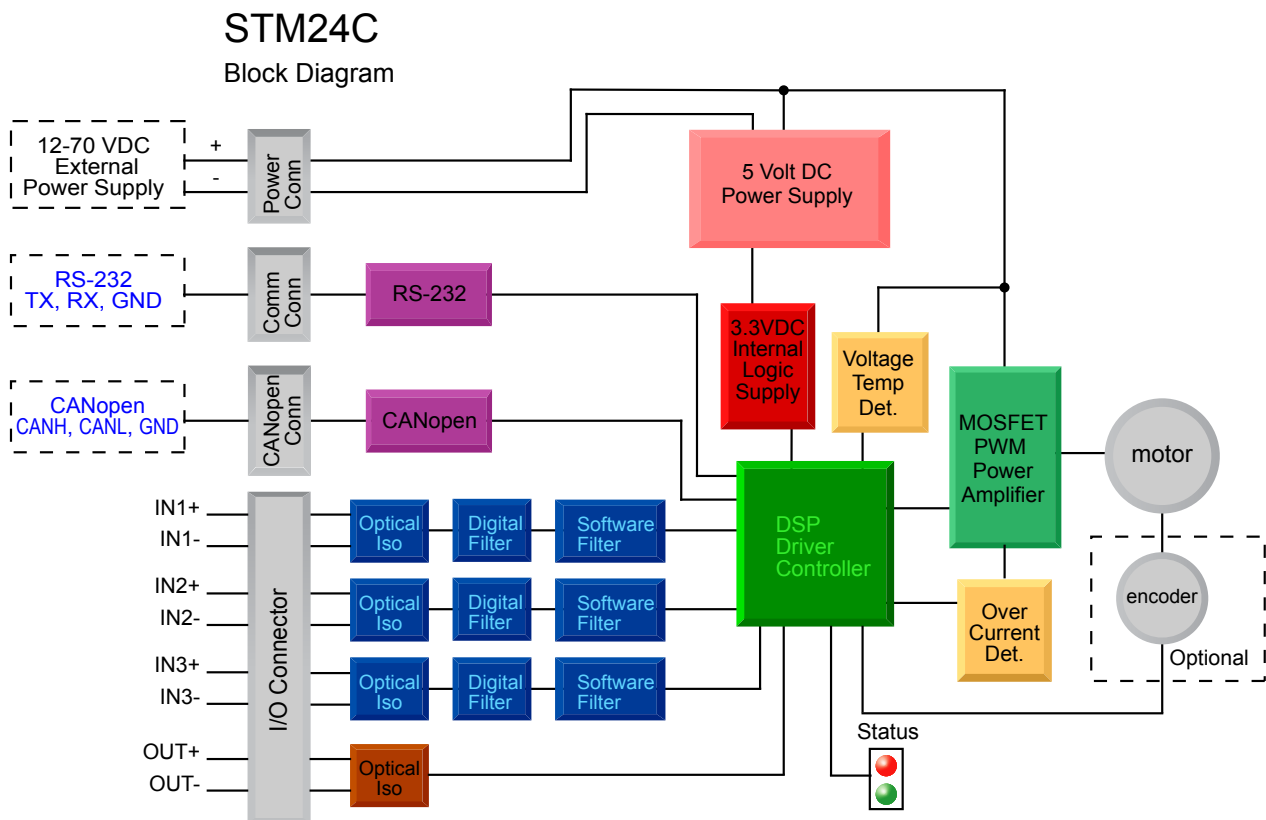 STM24C
Block Diagram
12-70 VDC
External
Power Supply
+
-
Power
Conn
5 Volt DC
Power Supply
RS-232
TX, RX, GND
Comm
Conn
RS-232
3.3VDC
Internal
Logic
Supply
Voltage
Temp
Det.
CANopen
CANH, CANL, GND
CANopen
Conn
CANopen
MOSFET
PWM
Power
Amplifier
motor
IN1+
IN1-
IN2+
IN2-
IN3+
IN3-
OUT+
OUT-
I/O Connector
Optical
Iso
Digital
Filter
Software
Filter
Optical
Iso
Digital
Filter
Software
Filter
Optical
Iso
Digital
Filter
Software
Filter
Optical
Iso
DSP
Driver
Controller
Over
Current
Det.
encoder
Optional
Status